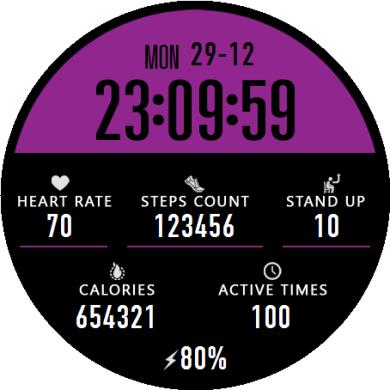 MON 29-12
23:09:59
HEART RATE STEPS COUNT STAND UP
70 123456 10
CALORIES ACTIVE TIMES
654321 100
80%